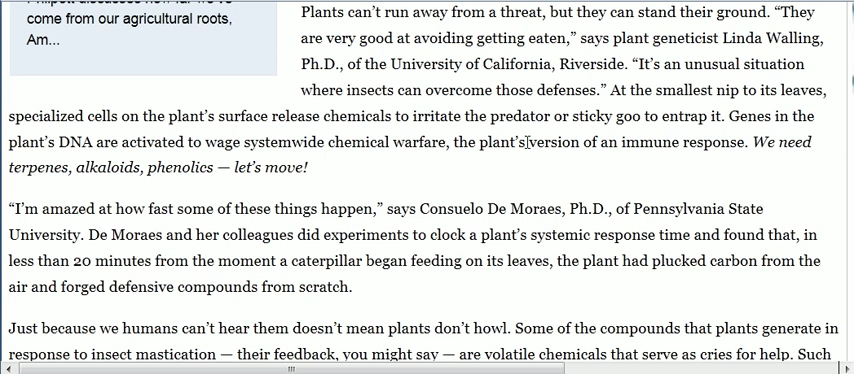 come from our agricultural roots,
Am...
Plants can’t run away from a threat, but they can stand their ground. “They
are very good at avoiding getting eaten,” says plant geneticist Linda Walling,
Ph.D., of the University of California, Riverside. “It’s an unusual situation
where insects can overcome those defenses.” At the smallest nip to its leaves,
specialized cells on the plant’s surface release chemicals to irritate the predator or sticky goo to entrap it. Genes in the
plant’s DNA are activated to wage systemwide chemical warfare, the plant’s version of an immune response. We need
terpenes, alkaloids, phenolics — let’s move!
“I’m amazed at how fast some of these things happen,” says Consuelo De Moraes, Ph.D., of Pennsylvania State
University. De Moraes and her colleagues did experiments to clock a plant’s systemic response time and found that, in
less than 20 minutes from the moment a caterpillar began feeding on its leaves, the plant had plucked carbon from the
air and forged defensive compounds from scratch.
Just because we humans can’t hear them doesn’t mean plants don’t howl. Some of the compounds that plants generate in
response to insect mastication — their feedback, you might say — are volatile chemicals that serve as cries for help. Such